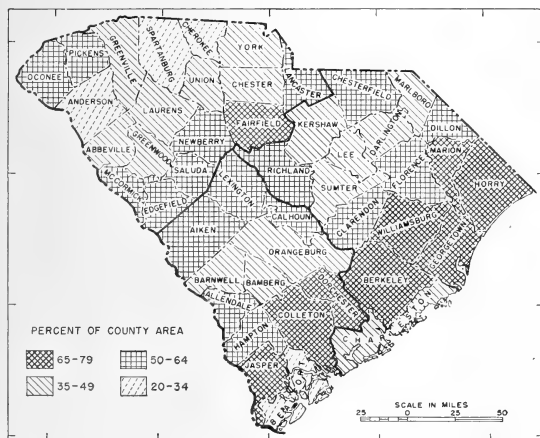 CHEROKEE
YORK
SPARTANBURG
GREENVILLE
PICKENS
OCONEE
UNION
CHESTER
LANCASTER
CHESTERFIELD
MARLBORO
ANDERSON
LAURENS
FAIRFIELD
KERSHAW
DARLINGTON
DILLON
NEWBERRY
LEE
MARION
ABBEVILLE
GREENWOOD
FLORENCE
HORRY
SALUDA
RICHLAND
SUMTER
McCORMICK
LEXINGTON
EDGEFIELD
CALHOUN
CLARENDON
WILLIAMSBURG
AIKEN
ORANGEBURG
GEORGETOWN
BARNWELL
BAMBERG
BERKELEY
ALLENDALE
DORCHESTER
COLLETON
CHARLESTON
HAMPTON
JASPER
BEAUFORT
PERCENT OF COUNTY AREA
65-79
50-64
35-49
20-34
SCALE IN MILES
25 0 25 50